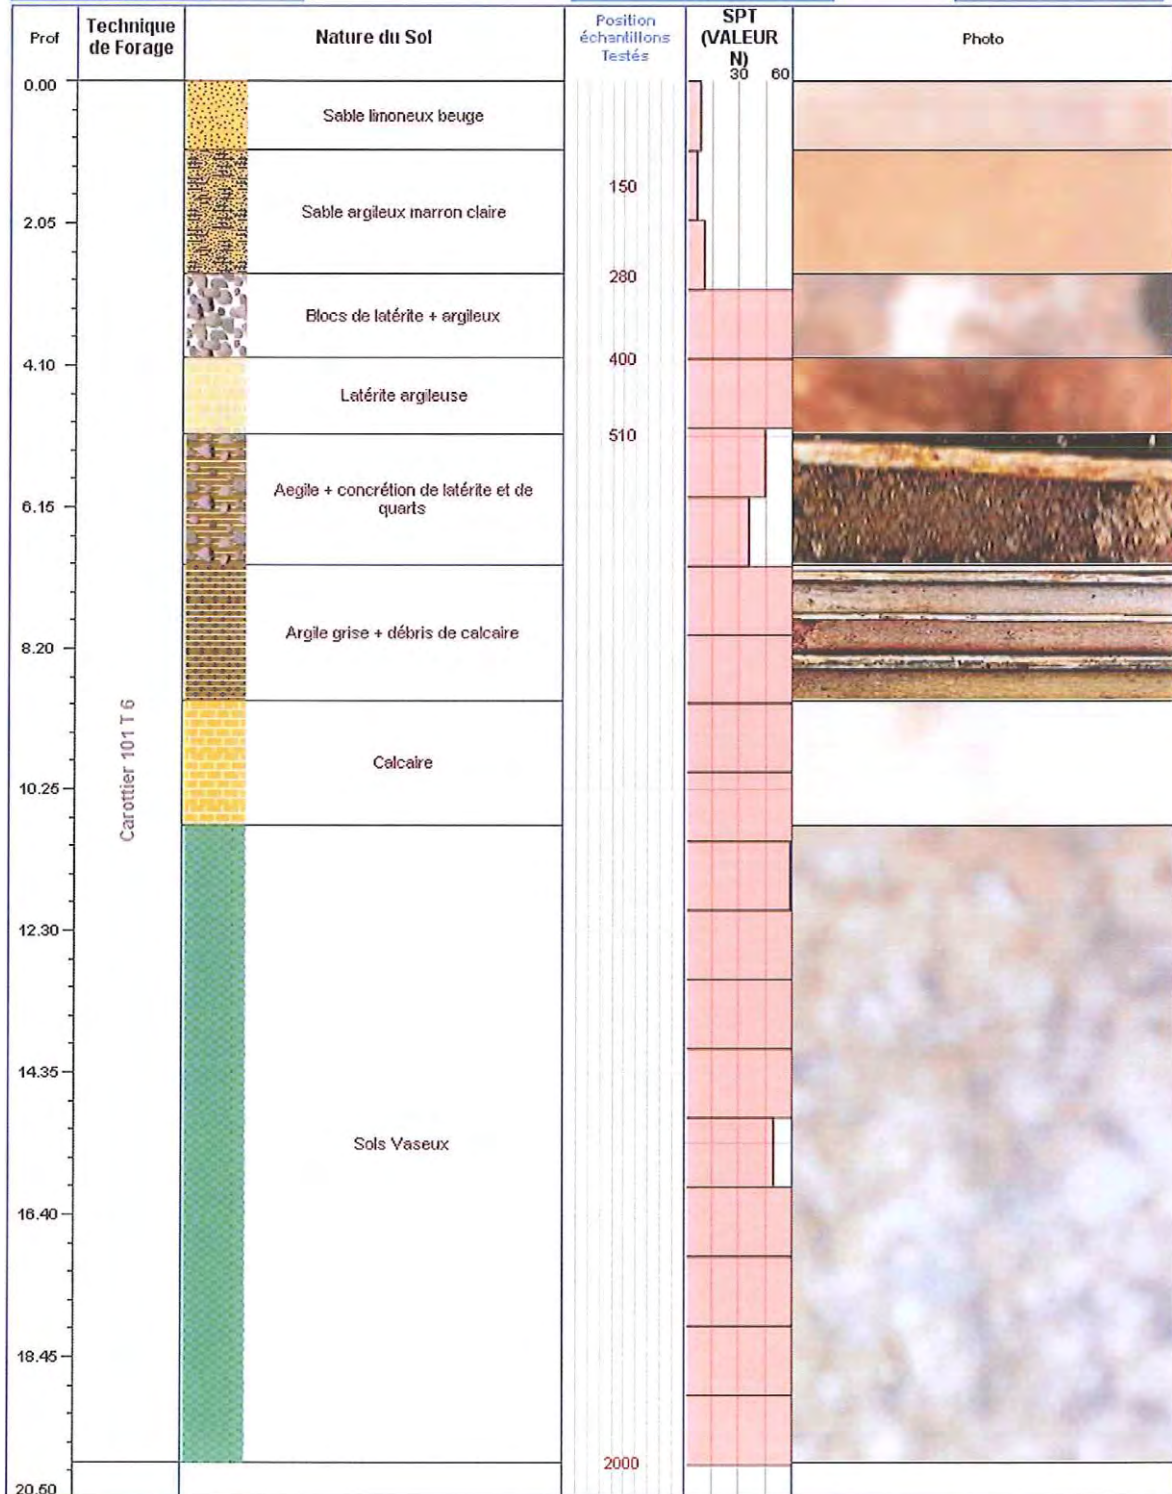 Prof
Technique
de Forage
Nature du Sol
Position
échantillons
Testés
SPT
(VALEUR
N)
30 60
Photo
0.00
Sable limoneux beuge
150
Sable argileux marron claire
2.05
280
Blocs de latérite + argileux
400
4.10
Latérite argileuse
510
Aegile + concrétion de latérite et de
quarts
6.15
Argile grise + débris de calcaire
8.20
Carottier 101 T 6
Calcaire
10.25
12.30
14.35
Sols Vaseux
16.40
18.45
2000
20.50